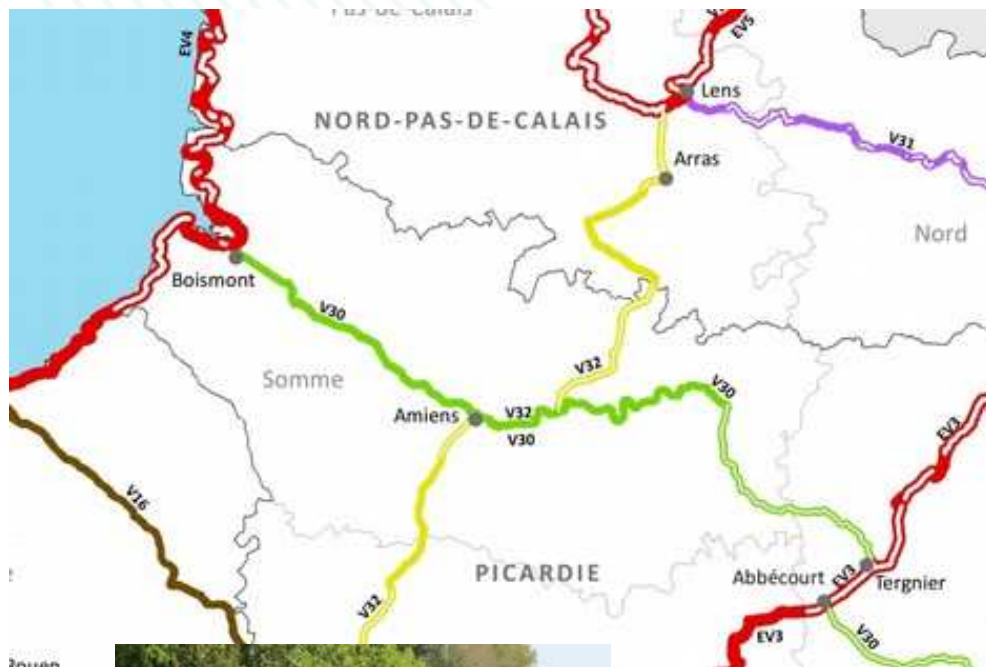 Pas-de-Calais
EV4
EV5
Lens
NORD-PAS-DE-CALAIS
V31
Arras
Nord
Boismont
V30
Somme
V32
V30
Amiens
V32
V30
EV3
V16
PICARDIE
Abbécourt
EV3
Tergnier
V32
EV3
V30
Rouen